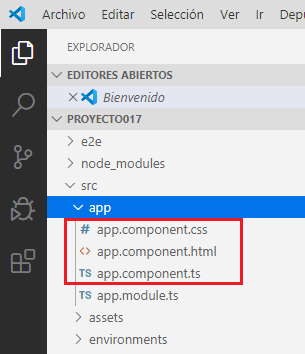 Archivo Editar Selección Ver Ir De
EXPLORADOR
EDITORES ABIERTOS
Bienvenido
PROYECTO017
e2e
node_modules
src
app
# app.component.css
<> app.component.html
TS app.component.ts
TS app.module.ts
assets
environments